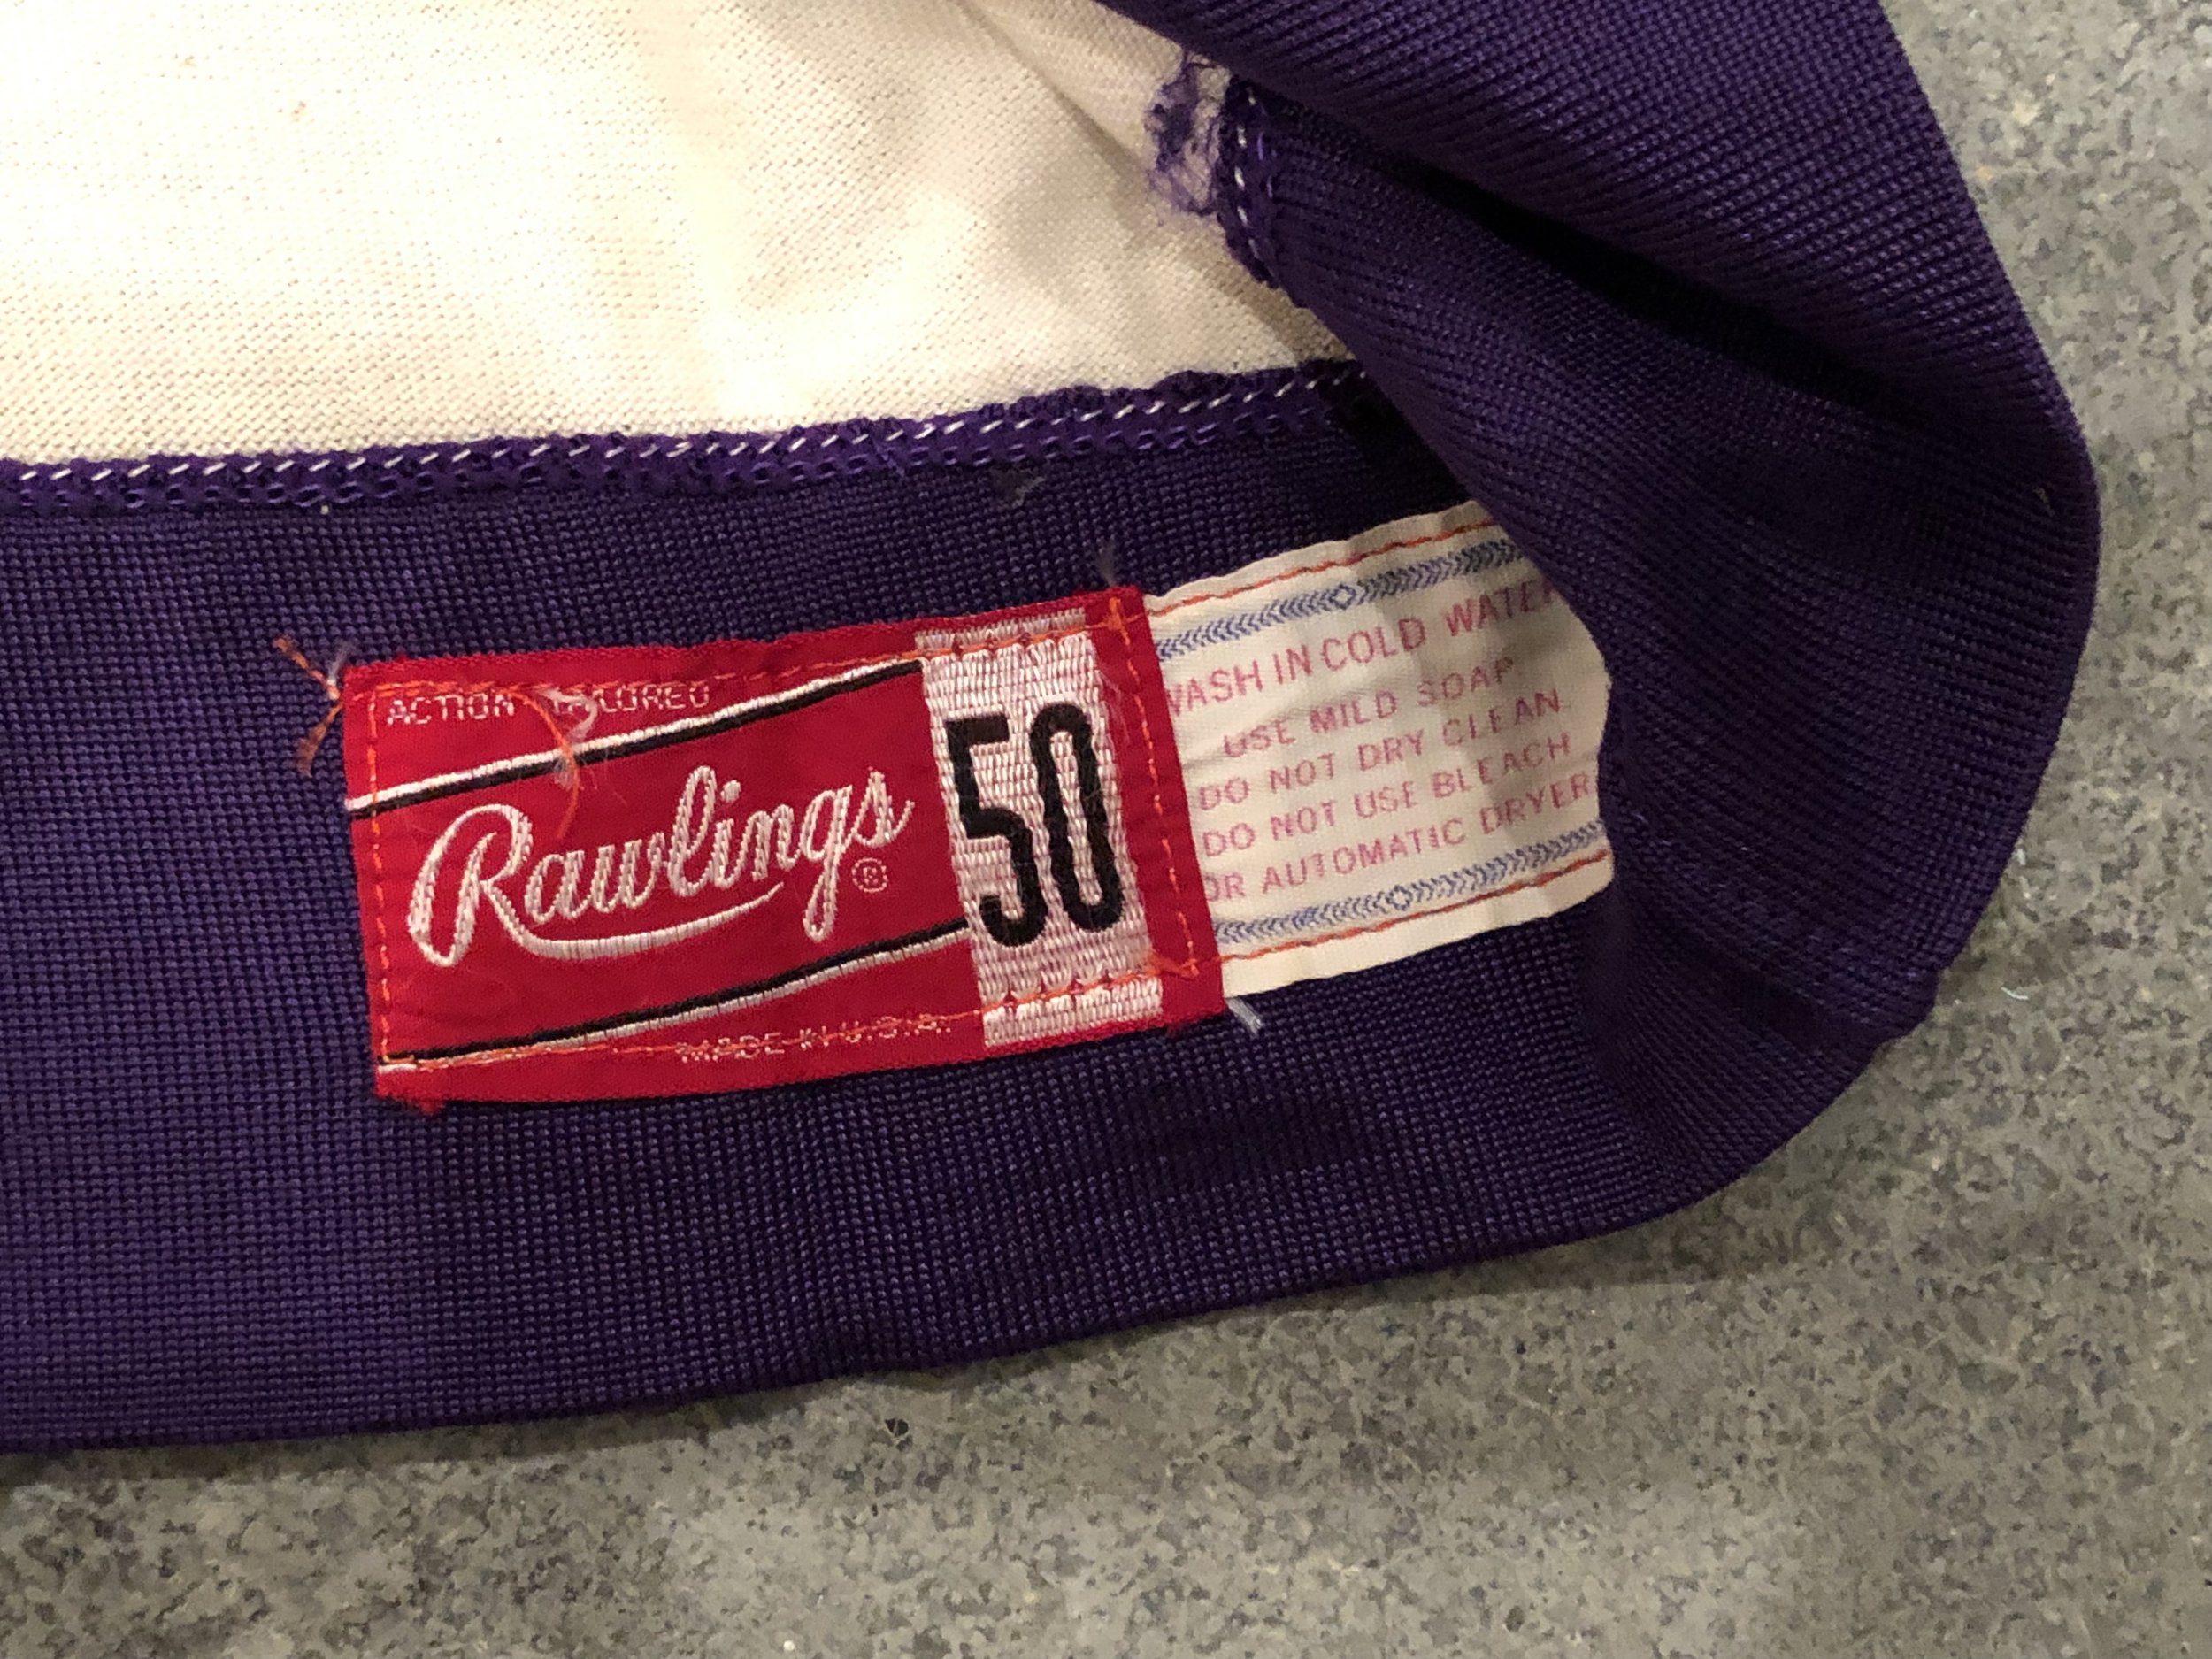 ACTION TAILORED
Rawlings®
50
MADE IN U.S.A.
WASH IN COLD WATER
USE MILD SOAP
DO NOT DRY CLEAN
DO NOT USE BLEACH
OR AUTOMATIC DRYER